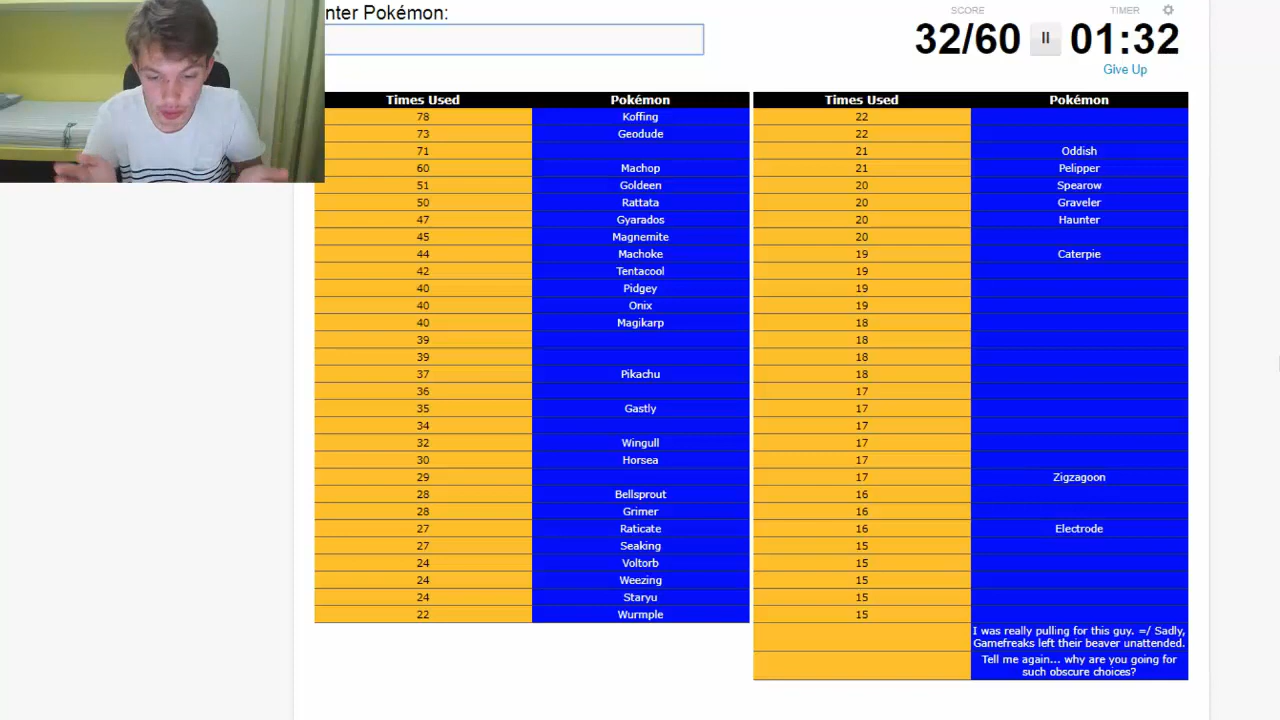 nter Pokémon:
SCORE
32/60
TIMER
01:32
Give Up
Times Used Pokémon
78 Koffing
73 Geodude
71
60 Machop
51 Goldeen
50 Rattata
47 Gyarados
45 Magnemite
44 Machoke
42 Tentacool
40 Pidgey
40 Onix
40 Magikarp
39
39
37 Pikachu
36
35 Gastly
34
32 Wingull
30 Horsea
29
28 Bellsprout
28 Grimer
27 Raticate
27 Seaking
24 Voltorb
24 Weezing
24 Staryu
22 Wurmple
Times Used Pokémon
22
22
21 Oddish
21 Pelipper
20 Spearow
20 Graveler
20 Haunter
20
19 Caterpie
19
19
19
18
18
18
18
17
17
17
17
17
17 Zigzagoon
16
16
16 Electrode
15
15
15
15
15
I was really pulling for this guy. =/ Sadly,
Gamefreaks left their beaver unattended.
Tell me again... why are you going for
such obscure choices?